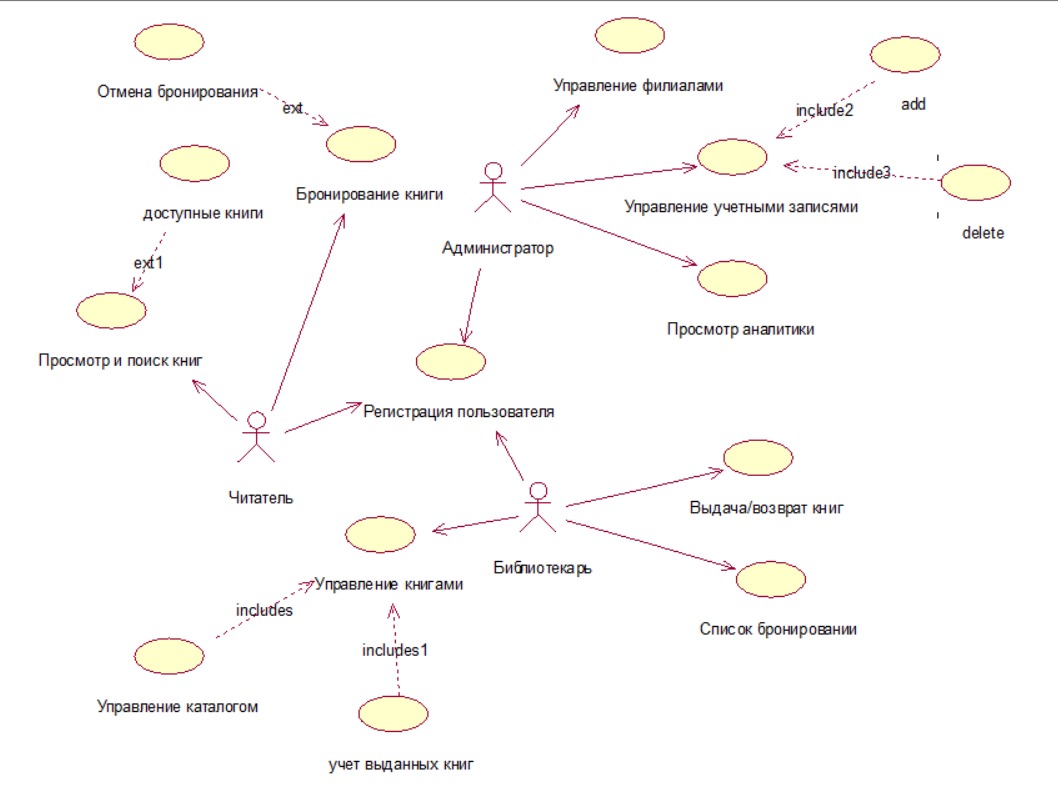 Управление филиалами
Отмена бронирования
ext
include2
add
Бронирование книги
include3
доступные книги
Управление учетными записями
delete
Администратор
ext1
Просмотр аналитики
Просмотр и поиск книг
Регистрация пользователя
Читатель
Выдача/возврат книг
Библиотекарь
Управление книгами
includes
Список бронировании
includes1
Управление каталогом
учет выданных книг